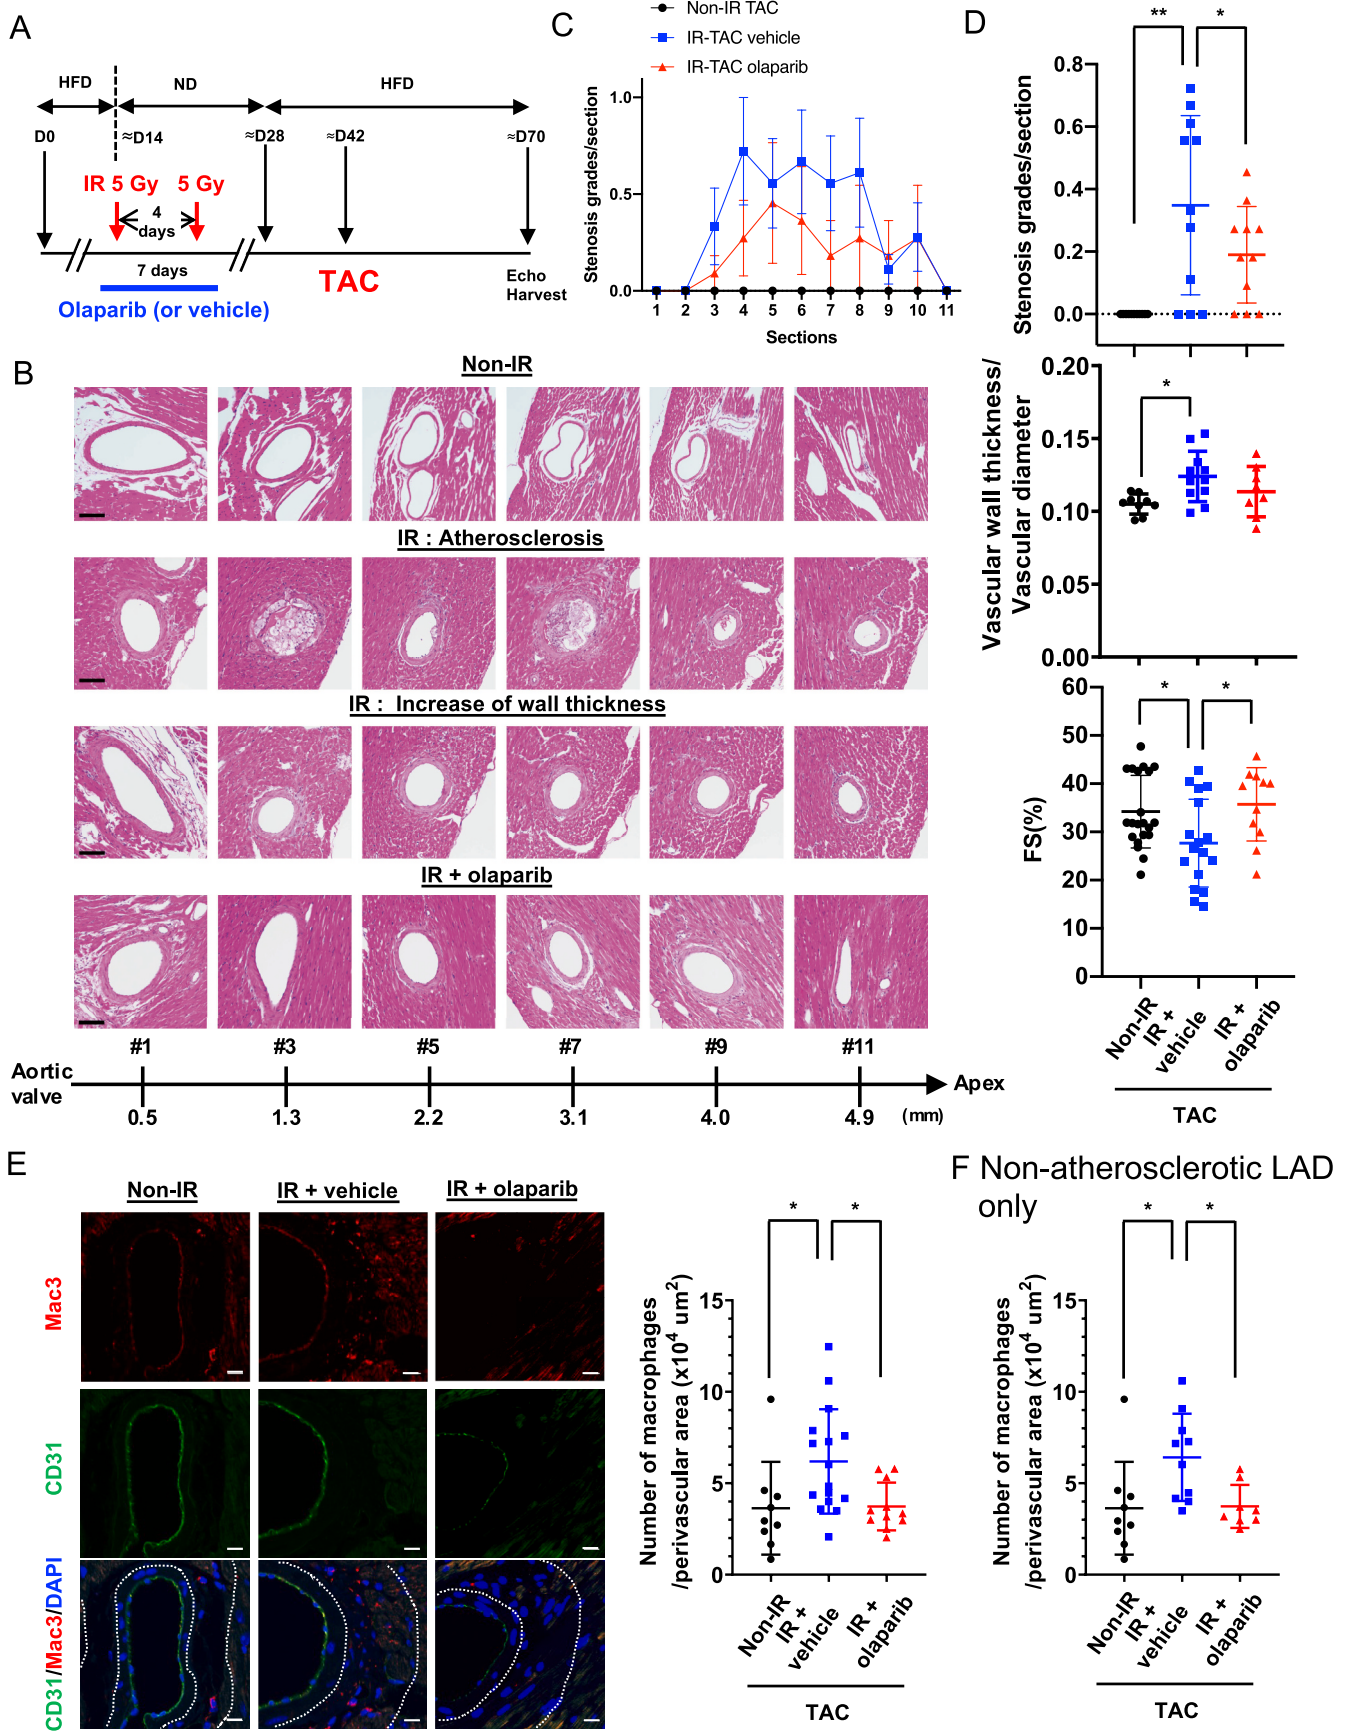 A
HFD
ND
HFD
D0
≈D14
≈D28
≈D42
≈D70
IR 5 Gy
5 Gy
4
days
7 days
TAC
Echo
Harvest
Olaparib (or vehicle)
C
Non-IR TAC
IR-TAC vehicle
IR-TAC olaparib
Stenosis grades/section
1.0
0.5
0.0
1 2 3 4 5 6 7 8 9 10 11
Sections
D
** *
Stenosis grades/section
0.8
0.6
0.4
0.2
0.0
*
Vascular wall thickness/
Vascular diameter
0.20
0.15
0.10
0.05
0.00
* *
FS(%)
60
50
40
30
20
10
0
Non-IR
IR +
vehicle
IR +
olaparib
TAC
B
Non-IR
IR : Atherosclerosis
IR : Increase of wall thickness
IR + olaparib
#1 #3 #5 #7 #9 #11
Aortic
valve
Apex
0.5 1.3 2.2 3.1 4.0 4.9 (mm)
E
Non-IR
IR + vehicle
IR + olaparib
Mac3
CD31
CD31/Mac3/DAPI
* *
Number of macrophages
/perivascular area (x10⁴ um²)
15
10
5
0
Non-IR
IR +
vehicle
IR +
olaparib
TAC
F Non-atherosclerotic LAD
only
* *
Number of macrophages
/perivascular area (x10⁴ um²)
15
10
5
0
Non-IR
IR +
vehicle
IR +
olaparib
TAC